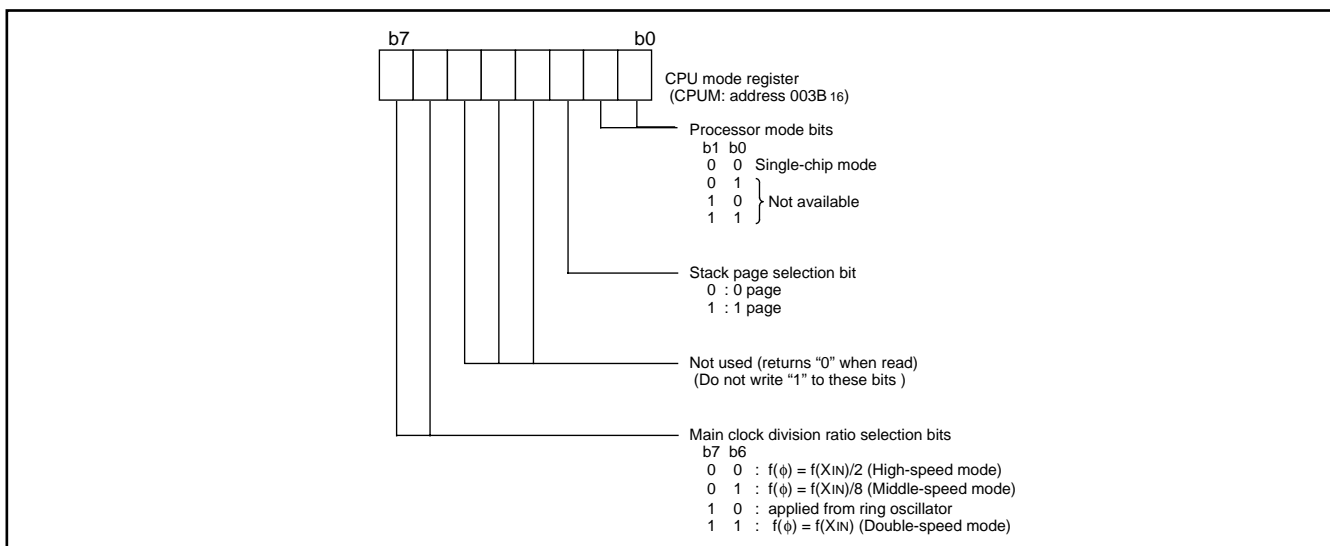 b7 b0
CPU mode register
(CPUM: address 003B16)
Processor mode bits
b1 b0
0 0 Single-chip mode
0 1
1 0 Not available
1 1
Stack page selection bit
0 : 0 page
1 : 1 page
Not used (returns “0” when read)
(Do not write “1” to these bits )
Main clock division ratio selection bits
b7 b6
0 0 : f(ϕ) = f(XIN)/2 (High-speed mode)
0 1 : f(ϕ) = f(XIN)/8 (Middle-speed mode)
1 0 : applied from ring oscillator
1 1 : f(ϕ) = f(XIN) (Double-speed mode)